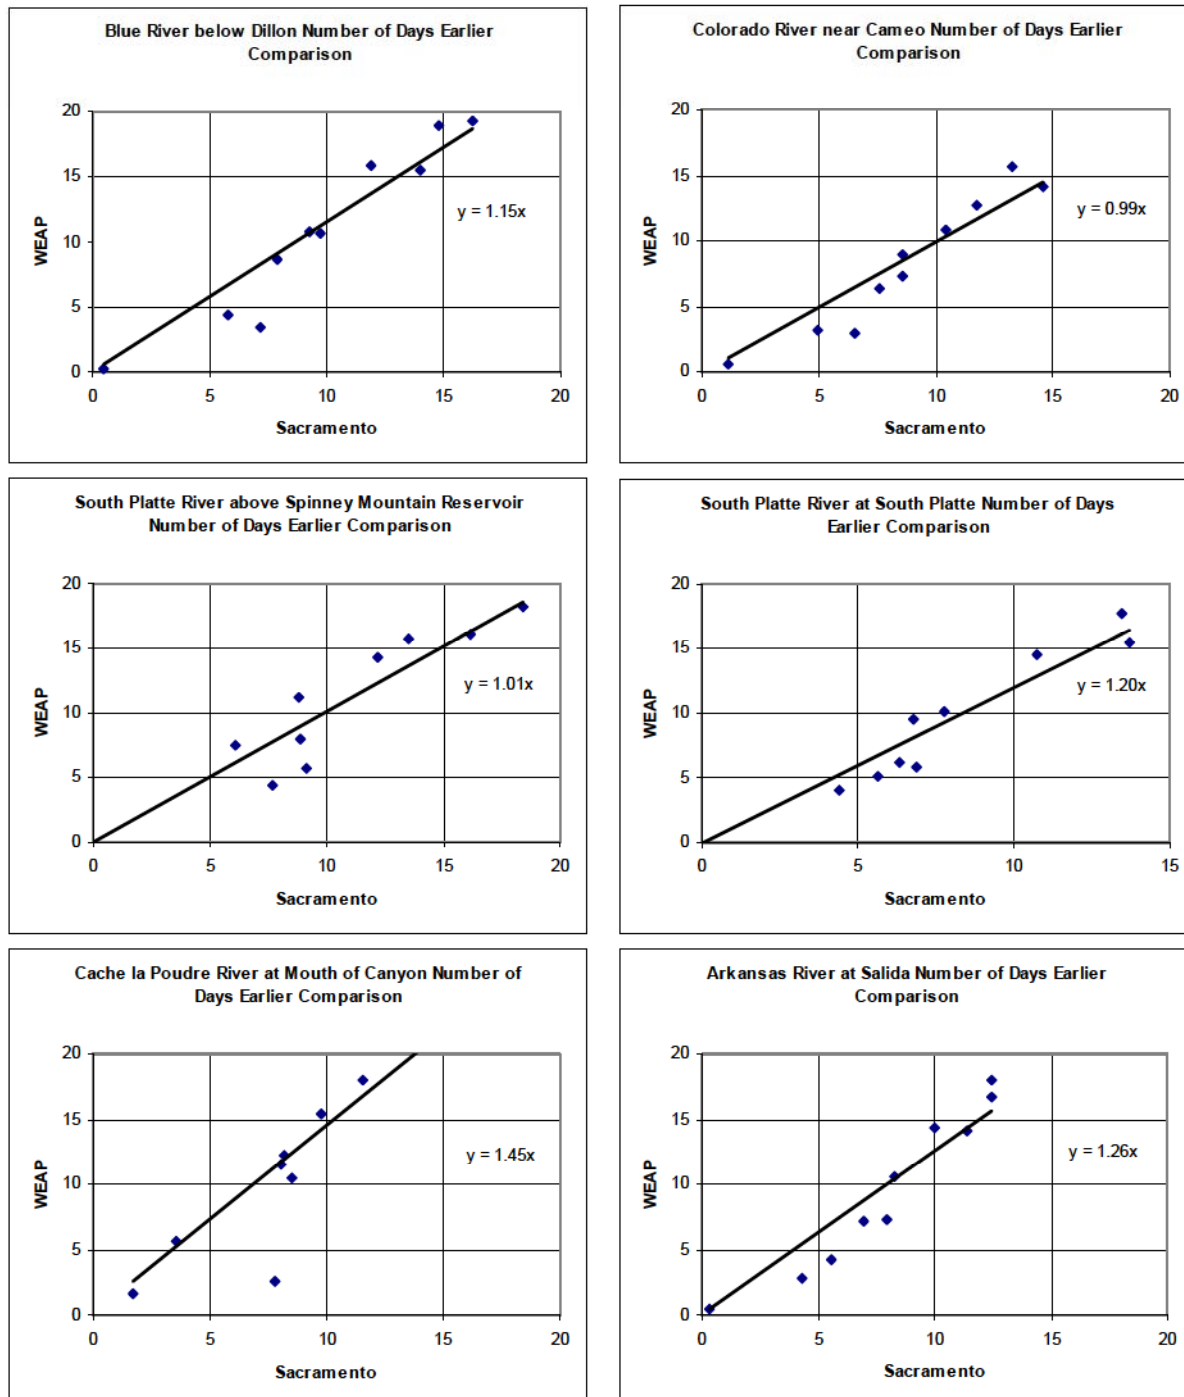 Blue River below Dillon Number of Days Earlier
Comparison
20
15
10
5
0
WEAP
y = 1.15x
0 5 10 15 20
Sacramento
Colorado River near Cameo Number of Days Earlier
Comparison
20
15
10
5
0
WEAP
y = 0.99x
0 5 10 15 20
Sacramento
South Platte River above Spinney Mountain Reservoir
Number of Days Earlier Comparison
20
15
10
5
0
WEAP
y = 1.01x
0 5 10 15 20
Sacramento
South Platte River at South Platte Number of Days
Earlier Comparison
20
15
10
5
0
WEAP
y = 1.20x
0 5 10 15
Sacramento
Cache la Poudre River at Mouth of Canyon Number of
Days Earlier Comparison
20
15
10
5
0
WEAP
y = 1.45x
0 5 10 15 20
Sacramento
Arkansas River at Salida Number of Days Earlier
Comparison
20
15
10
5
0
WEAP
y = 1.26x
0 5 10 15 20
Sacramento